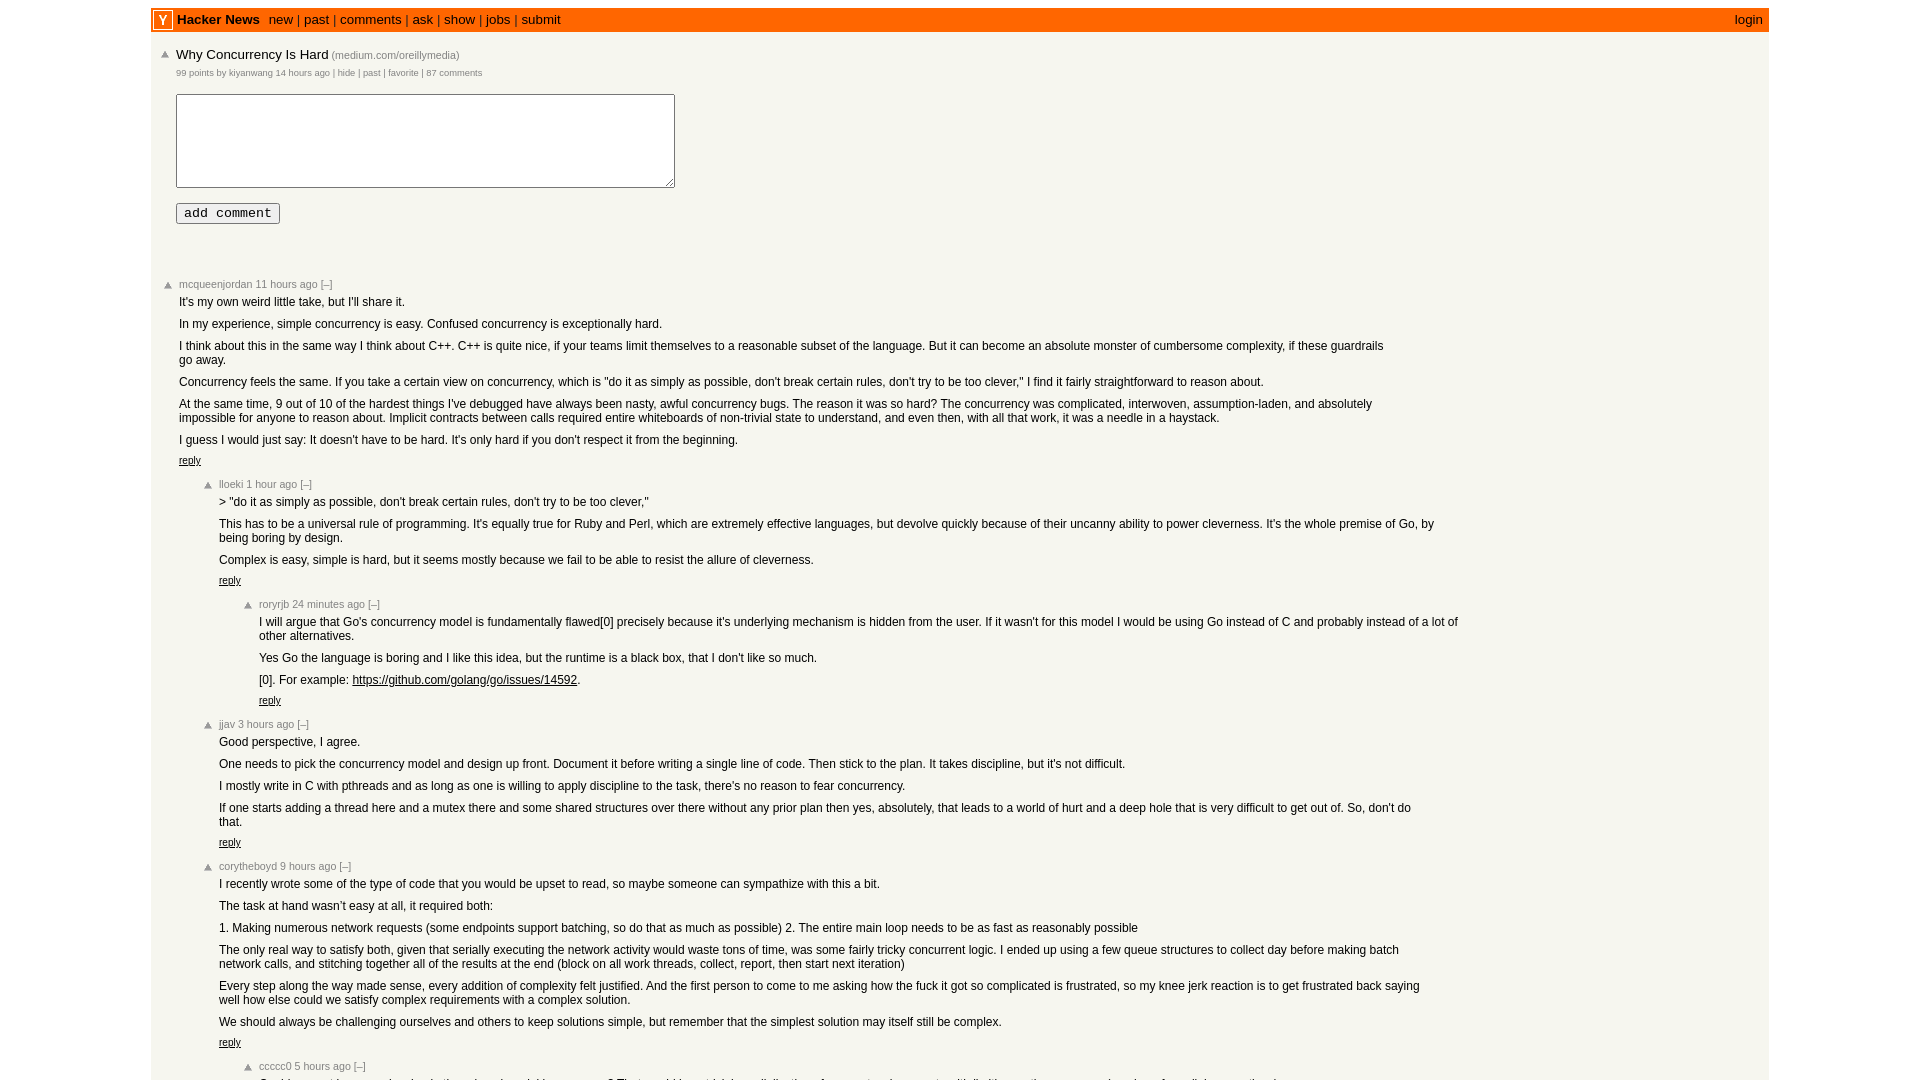 Y Hacker News new | past | comments | ask | show | jobs | submit login
Why Concurrency Is Hard (medium.com/oreillymedia)
99 points by kiyanwang 14 hours ago | hide | past | favorite | 87 comments
add comment
mcqueenjordan 11 hours ago [–]
It's my own weird little take, but I'll share it.
In my experience, simple concurrency is easy. Confused concurrency is exceptionally hard.
I think about this in the same way I think about C++. C++ is quite nice, if your teams limit themselves to a reasonable subset of the language. But it can become an absolute monster of cumbersome complexity, if these guardrails
go away.
Concurrency feels the same. If you take a certain view on concurrency, which is "do it as simply as possible, don't break certain rules, don't try to be too clever," I find it fairly straightforward to reason about.
At the same time, 9 out of 10 of the hardest things I've debugged have always been nasty, awful concurrency bugs. The reason it was so hard? The concurrency was complicated, interwoven, assumption-laden, and absolutely
impossible for anyone to reason about. Implicit contracts between calls required entire whiteboards of non-trivial state to understand, and even then, with all that work, it was a needle in a haystack.
I guess I would just say: It doesn't have to be hard. It's only hard if you don't respect it from the beginning.
reply
lloeki 1 hour ago [–]
> "do it as simply as possible, don't break certain rules, don't try to be too clever,"
This has to be a universal rule of programming. It's equally true for Ruby and Perl, which are extremely effective languages, but devolve quickly because of their uncanny ability to power cleverness. It's the whole premise of Go, by
being boring by design.
Complex is easy, simple is hard, but it seems mostly because we fail to be able to resist the allure of cleverness.
reply
roryrjb 24 minutes ago [–]
I will argue that Go's concurrency model is fundamentally flawed[0] precisely because it's underlying mechanism is hidden from the user. If it wasn't for this model I would be using Go instead of C and probably instead of a lot of
other alternatives.
Yes Go the language is boring and I like this idea, but the runtime is a black box, that I don't like so much.
[0]. For example: https://github.com/golang/go/issues/14592.
reply
jjav 3 hours ago [–]
Good perspective, I agree.
One needs to pick the concurrency model and design up front. Document it before writing a single line of code. Then stick to the plan. It takes discipline, but it's not difficult.
I mostly write in C with pthreads and as long as one is willing to apply discipline to the task, there's no reason to fear concurrency.
If one starts adding a thread here and a mutex there and some shared structures over there without any prior plan then yes, absolutely, that leads to a world of hurt and a deep hole that is very difficult to get out of. So, don't do
that.
reply
corytheboyd 9 hours ago [–]
I recently wrote some of the type of code that you would be upset to read, so maybe someone can sympathize with this a bit.
The task at hand wasn’t easy at all, it required both:
1. Making numerous network requests (some endpoints support batching, so do that as much as possible) 2. The entire main loop needs to be as fast as reasonably possible
The only real way to satisfy both, given that serially executing the network activity would waste tons of time, was some fairly tricky concurrent logic. I ended up using a few queue structures to collect day before making batch
network calls, and stitching together all of the results at the end (block on all work threads, collect, report, then start next iteration)
Every step along the way made sense, every addition of complexity felt justified. And the first person to come to me asking how the fuck it got so complicated is frustrated, so my knee jerk reaction is to get frustrated back saying
well how else could we satisfy complex requirements with a complex solution.
We should always be challenging ourselves and others to keep solutions simple, but remember that the simplest solution may itself still be complex.
reply
ccccc0 5 hours ago [–]